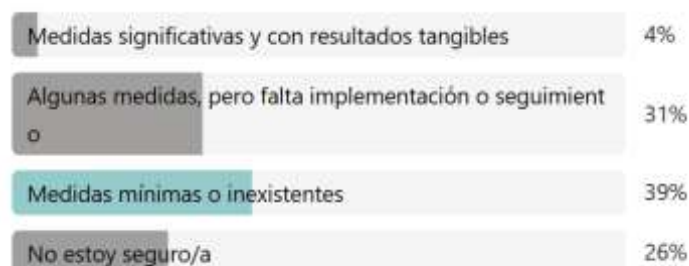 Medidas significativas y con resultados tangibles 4%
Algunas medidas, pero falta implementación o seguimient
o 31%
Medidas mínimas o inexistentes 39%
No estoy seguro/a 26%